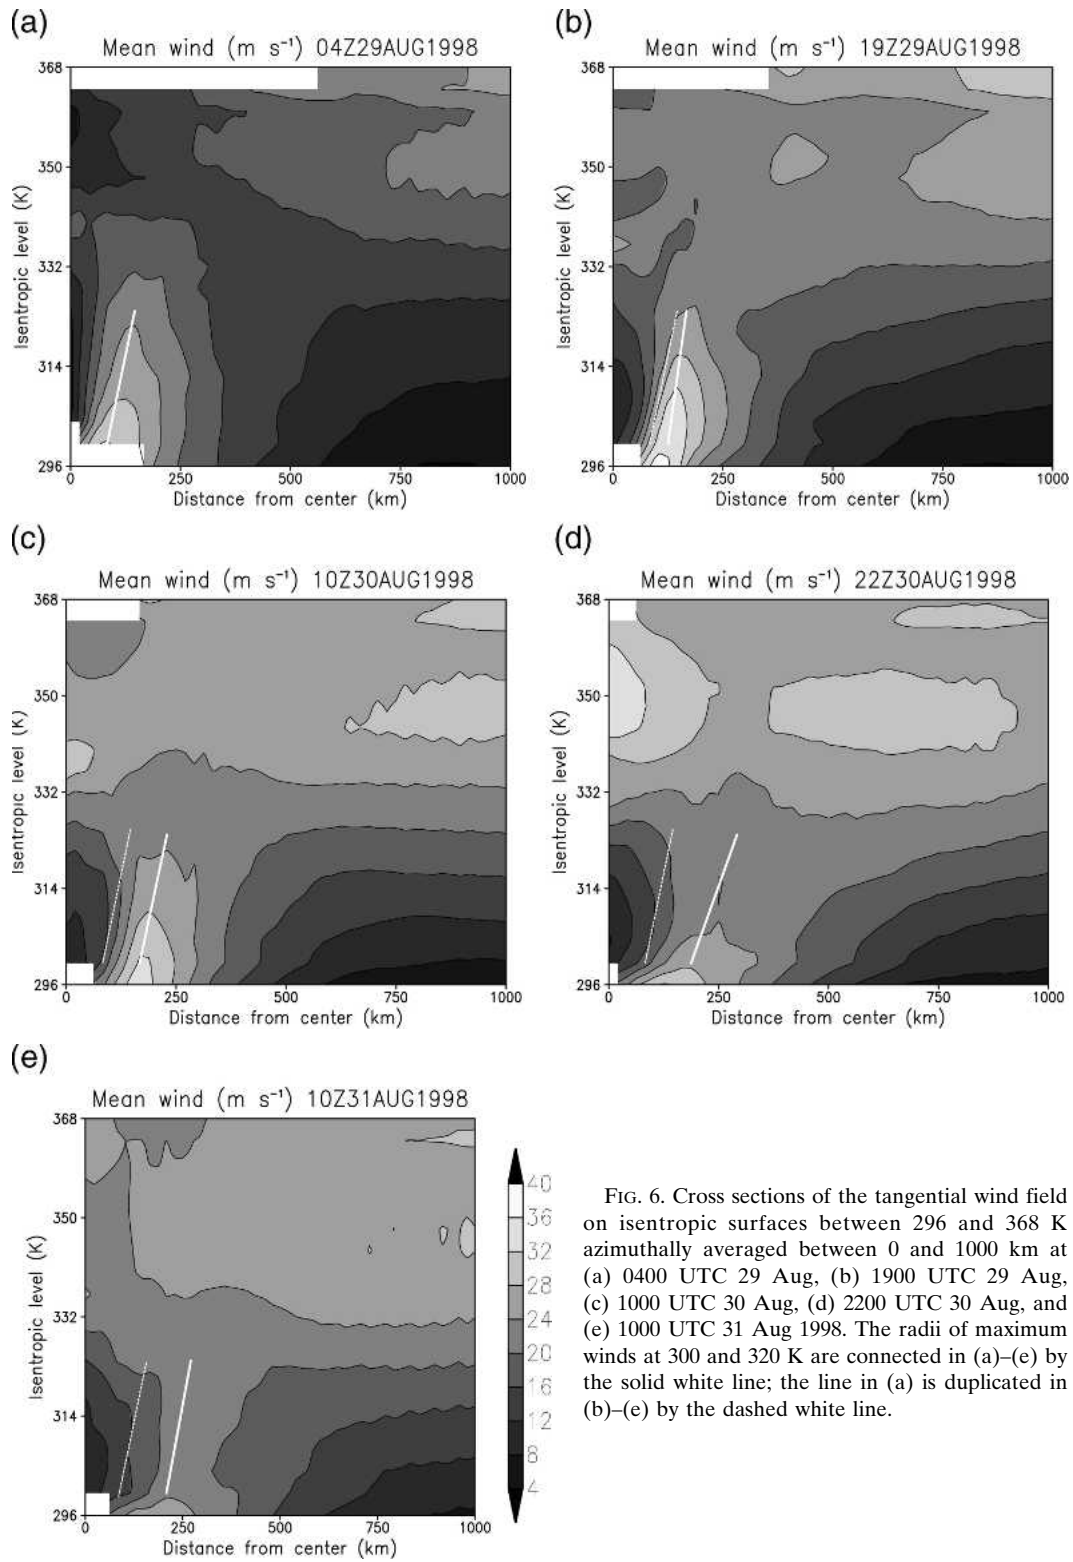 (a)
Mean wind (m s⁻¹) 04Z29AUG1998
368
350
332
314
296
Isentropic level (K)
0 250 500 750 1000
Distance from center (km)
(b)
Mean wind (m s⁻¹) 19Z29AUG1998
368
350
332
314
296
Isentropic level (K)
0 250 500 750 1000
Distance from center (km)
(c)
Mean wind (m s⁻¹) 10Z30AUG1998
368
350
332
314
296
Isentropic level (K)
0 250 500 750 1000
Distance from center (km)
(d)
Mean wind (m s⁻¹) 22Z30AUG1998
368
350
332
314
296
Isentropic level (K)
0 250 500 750 1000
Distance from center (km)
(e)
Mean wind (m s⁻¹) 10Z31AUG1998
368
350
332
314
296
Isentropic level (K)
0 250 500 750 1000
Distance from center (km)
40
36
32
28
24
20
16
12
8
4
FIG. 6. Cross sections of the tangential wind field
on isentropic surfaces between 296 and 368 K
azimuthally averaged between 0 and 1000 km at
(a) 0400 UTC 29 Aug, (b) 1900 UTC 29 Aug,
(c) 1000 UTC 30 Aug, (d) 2200 UTC 30 Aug, and
(e) 1000 UTC 31 Aug 1998. The radii of maximum
winds at 300 and 320 K are connected in (a)–(e) by
the solid white line; the line in (a) is duplicated in
(b)–(e) by the dashed white line.